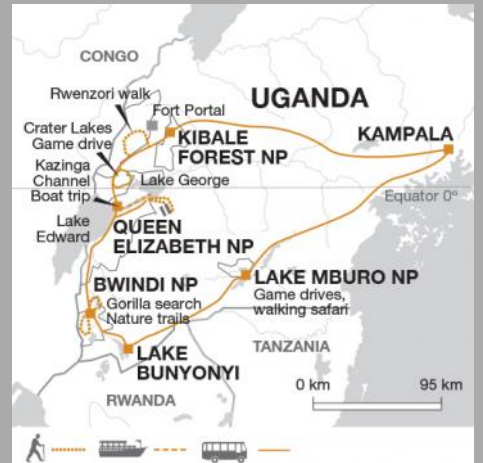 CONGO
Rwenzori walk
UGANDA
Fort Portal
Crater Lakes
Game drive
KIBALE
FOREST NP
KAMPALA
Kazinga
Channel
Boat trip
Lake George
Equator 0°
Lake
Edward
QUEEN
ELIZABETH NP
BWINDI NP
Gorilla search
Nature trails
LAKE MBURO NP
Game drives,
walking safari
LAKE
BUNYONYI
TANZANIA
RWANDA
0 km
95 km